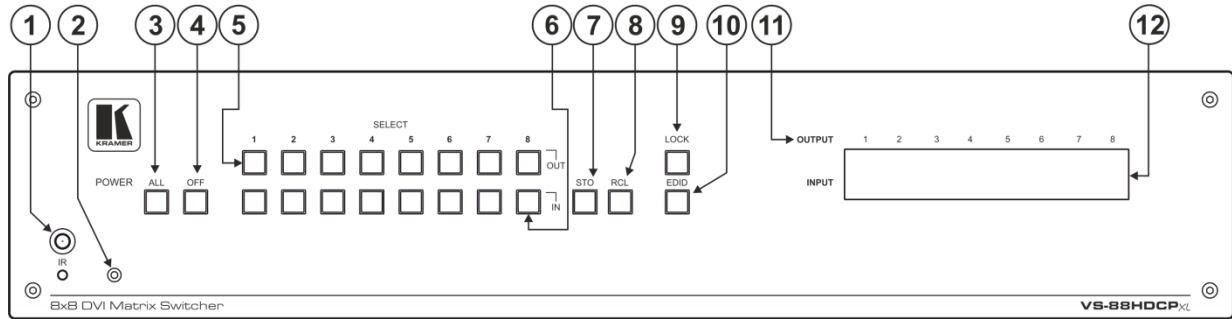 1 2 3 4 5 6 7 8 9 10 11 12
K
KRAMER
SELECT
1 2 3 4 5 6 7 8
OUT
LOCK
OUTPUT 1 2 3 4 5 6 7 8
POWER ALL OFF
STO RCL EDID
INPUT
IN
IR
8x8 DVI Matrix Switcher
VS-88HDCPXL